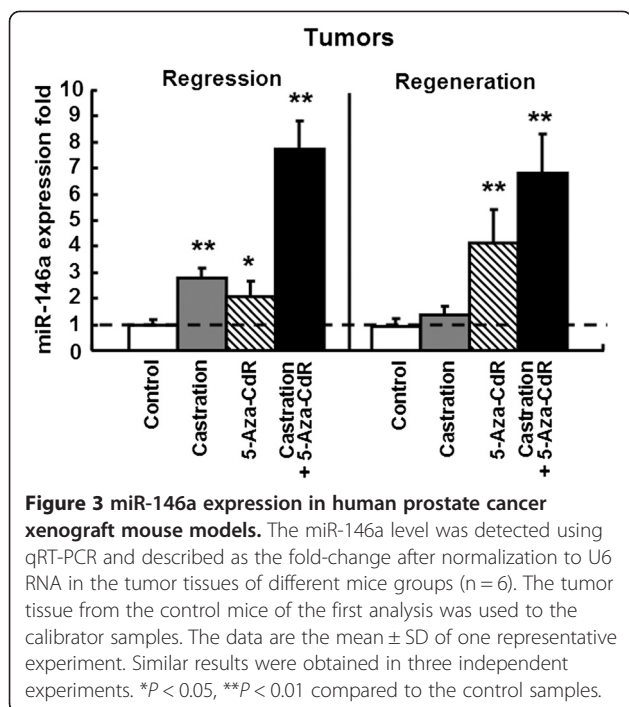 Tumors
Regression
Regeneration
miR-146a expression fold
10
9
8
7
6
5
4
3
2
1
0
**
*
**
**
**
Control
Castration
5-Aza-CdR
Castration
+ 5-Aza-CdR
Control
Castration
5-Aza-CdR
Castration
+ 5-Aza-CdR
Figure 3 miR-146a expression in human prostate cancer
xenograft mouse models. The miR-146a level was detected using
qRT-PCR and described as the fold-change after normalization to U6
RNA in the tumor tissues of different mice groups (n = 6). The tumor
tissue from the control mice of the first analysis was used to the
calibrator samples. The data are the mean ± SD of one representative
experiment. Similar results were obtained in three independent
experiments. *P < 0.05, **P < 0.01 compared to the control samples.